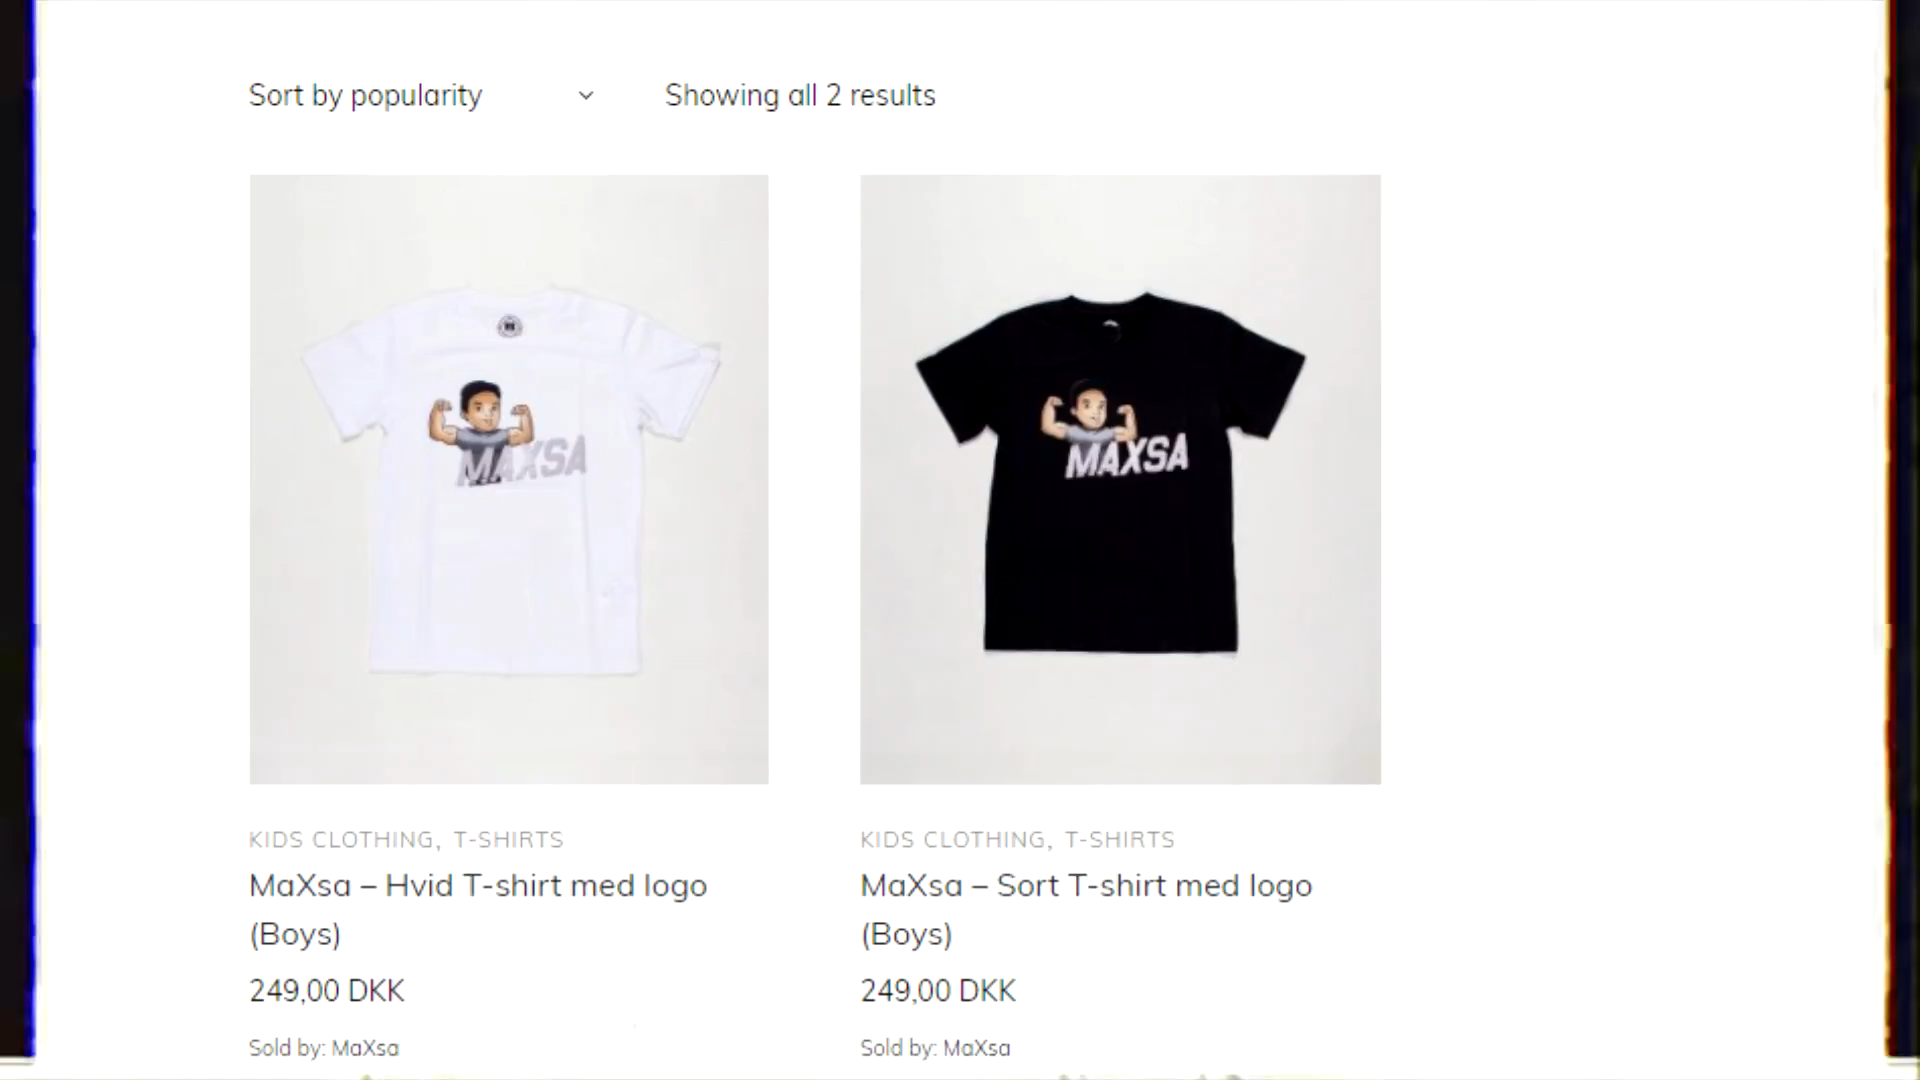 Sort by popularity
Showing all 2 results
MAXSA
MAXSA
KIDS CLOTHING, T-SHIRTS
MaXsa – Hvid T-shirt med logo
(Boys)
249,00 DKK
Sold by: MaXsa
KIDS CLOTHING, T-SHIRTS
MaXsa – Sort T-shirt med logo
(Boys)
249,00 DKK
Sold by: MaXsa